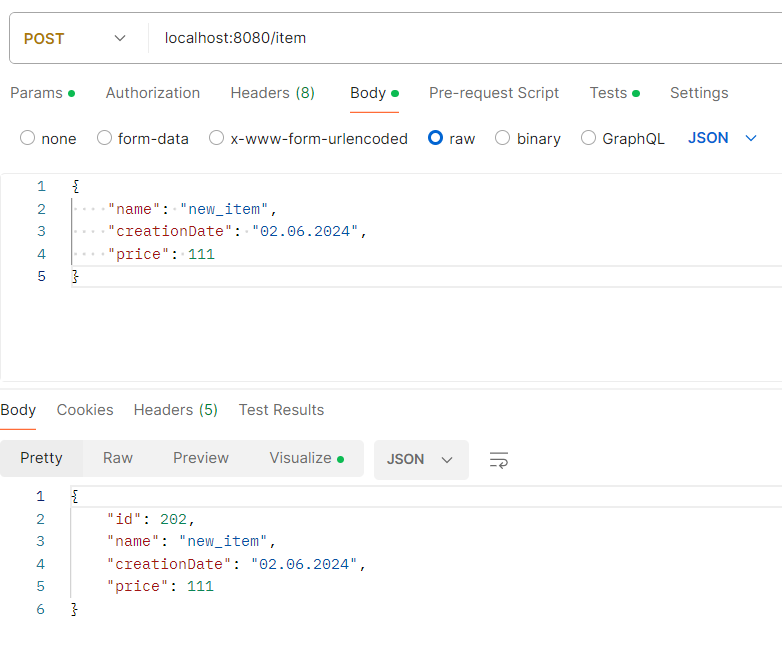 POST localhost:8080/item
Params Authorization Headers (8) Body Pre-request Script Tests Settings
none form-data x-www-form-urlencoded raw binary GraphQL JSON
1 {
2 "name": "new_item",
3 "creationDate": "02.06.2024",
4 "price": 111
5 }
Body Cookies Headers (5) Test Results
Pretty Raw Preview Visualize JSON
1 {
2 "id": 202,
3 "name": "new_item",
4 "creationDate": "02.06.2024",
5 "price": 111
6 }